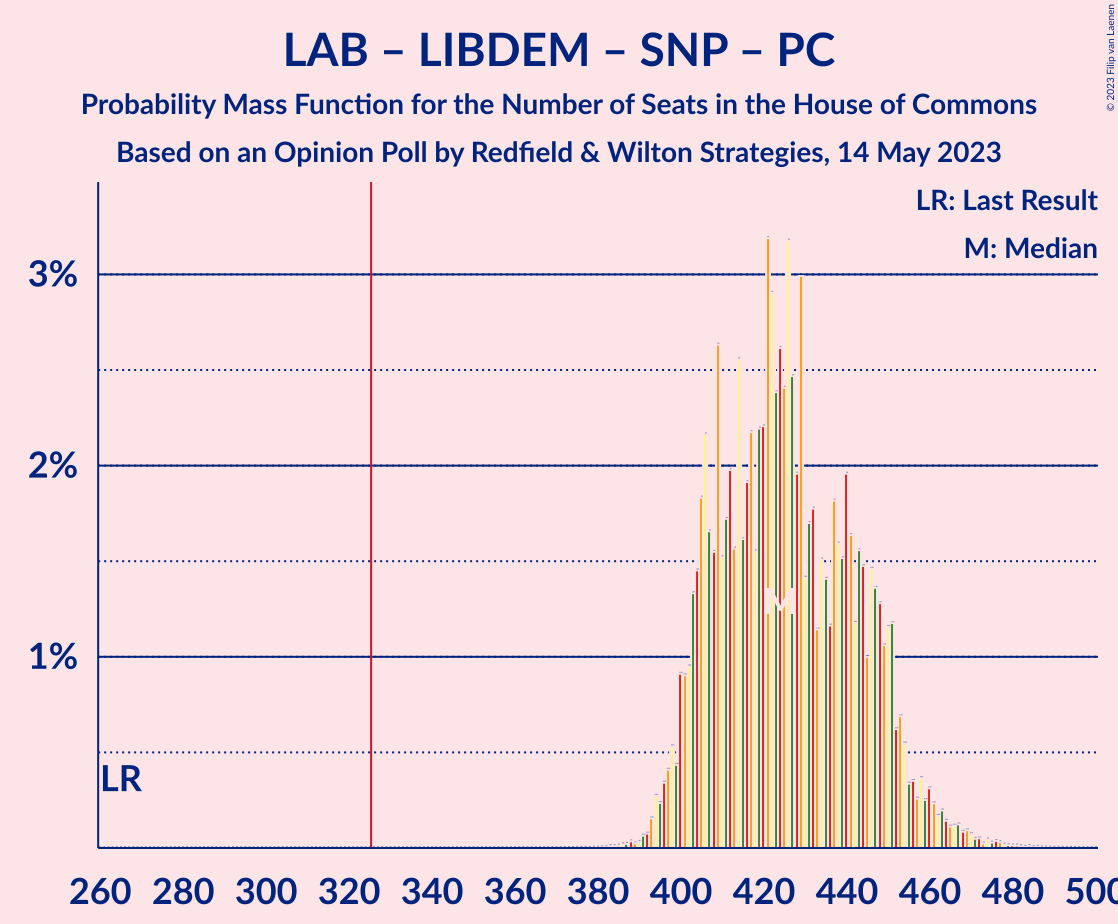 © 2023 Filip van Laenen
LAB – LIBDEM – SNP – PC
Probability Mass Function for the Number of Seats in the House of Commons
Based on an Opinion Poll by Redfield & Wilton Strategies, 14 May 2023
LR: Last Result
M: Median
3%
2%
1%
LR
M
260 280 300 320 340 360 380 400 420 440 460 480 500